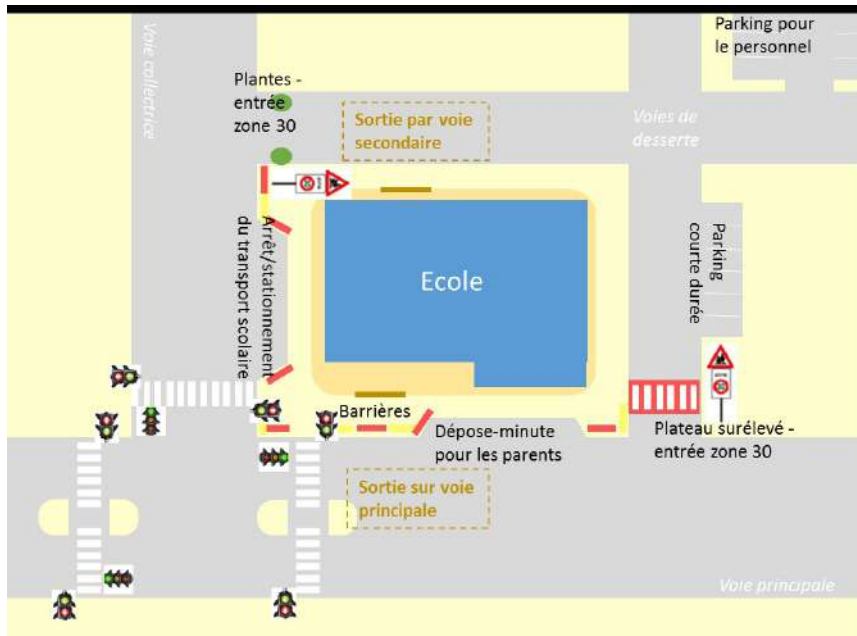 Parking pour
le personnel
Voie collectrice
Plantes -
entrée
zone 30
Sortie par voie
secondaire
Voies de
desserte
Arrêt/stationnement
du transport scolaire
Ecole
Parking
courte durée
Barrières
Dépose-minute
pour les parents
Plateau surélevé -
entrée zone 30
Sortie sur voie
principale
Voie principale